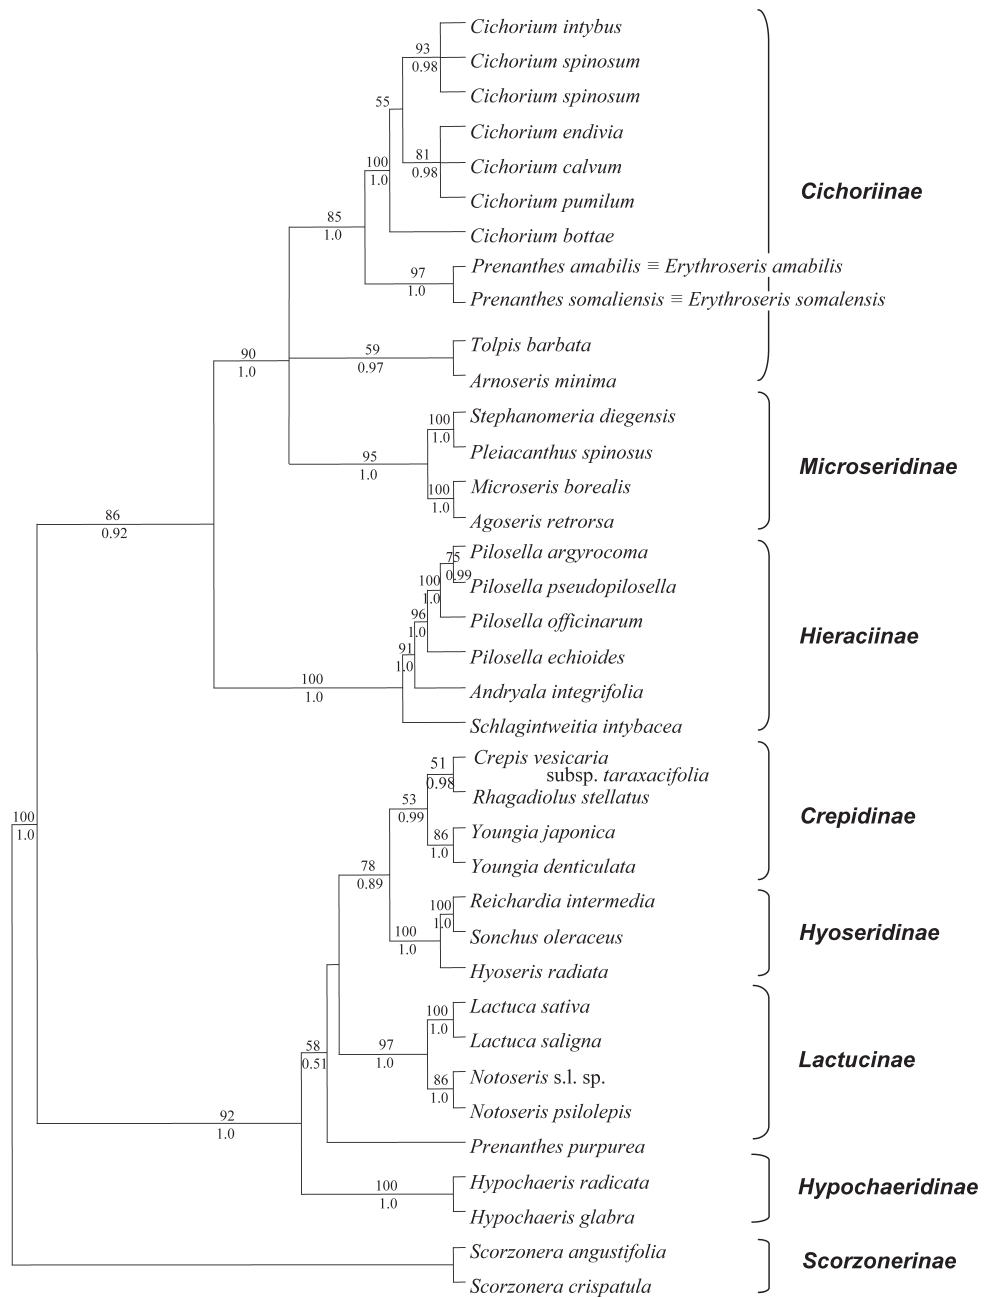 Cichorium intybus
93
0.98
Cichorium spinosum
Cichorium spinosum
55
Cichorium endivia
81
0.98
Cichorium calvum
100
1.0
Cichorium pumilum
Cichoriinae
85
1.0
Cichorium bottae
Prenanthes amabilis ≡ Erythroseris amabilis
97
1.0
Prenanthes somaliensis ≡ Erythroseris somalensis
Tolpis barbata
59
0.97
90
1.0
Arnoseris minima
Stephanomeria diegensis
100
1.0
Pleiacanthus spinosus
95
1.0
Microseridinae
Microseris borealis
100
1.0
Agoseris retrorsa
86
0.92
Pilosella argyrocoma
75
0.99
Pilosella pseudopilosella
100
1.0
Pilosella officinarum
96
1.0
Hieraciinae
Pilosella echioides
91
1.0
100
1.0
Andryala integrifolia
Schlagintweitia intybacea
Crepis vesicaria
subsp. taraxacifolia
51
0.98
Rhagadiolus stellatus
53
0.99
Crepidinae
100
1.0
Youngia japonica
86
1.0
Youngia denticulata
78
0.89
Reichardia intermedia
100
1.0
Sonchus oleraceus
100
1.0
Hyoseridinae
Hyoseris radiata
Lactuca sativa
100
1.0
Lactuca saligna
97
1.0
58
0.51
Lactucinae
Notoseris s.l. sp.
86
1.0
Notoseris psilolepis
92
1.0
Prenanthes purpurea
Hypochaeris radicata
100
1.0
Hypochaeridinae
Hypochaeris glabra
Scorzonera angustifolia
Scorzonerinae
Scorzonera crispatula